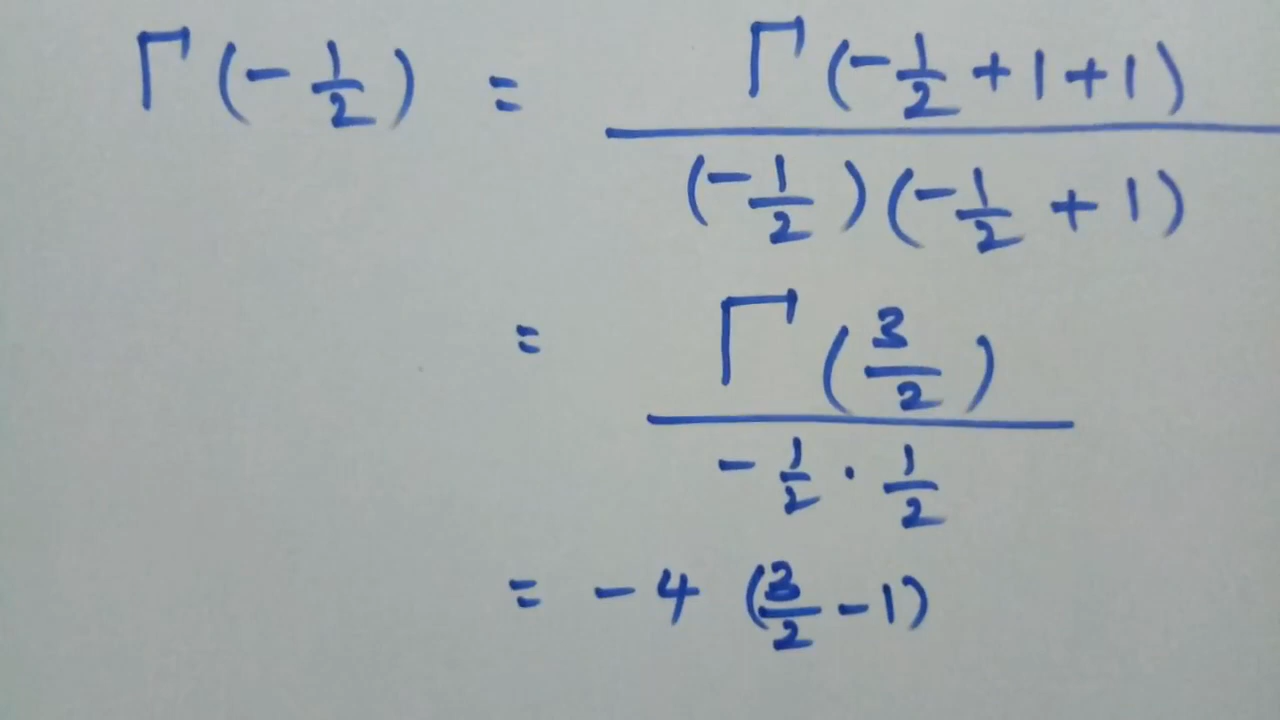 Γ(-1/2) = Γ(-1/2+1+1) / (-1/2)(-1/2+1)
= Γ(3/2) / -1/2 · 1/2
= -4 (3/2-1)